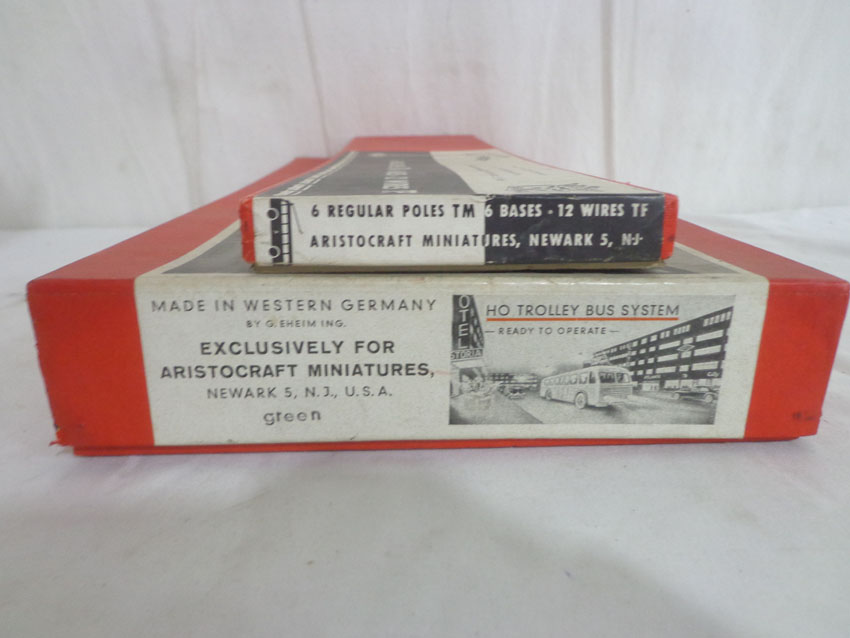 6 REGULAR POLES TM 6 BASES - 12 WIRES TF
ARISTOCRAFT MINIATURES, NEWARK 5, N.J.
MADE IN WESTERN GERMANY
BY G. EHEIM ING.
EXCLUSIVELY FOR
ARISTOCRAFT MINIATURES,
NEWARK 5, N.J., U.S.A.
green
OTEL
STORIA
HO TROLLEY BUS SYSTEM
— READY TO OPERATE —